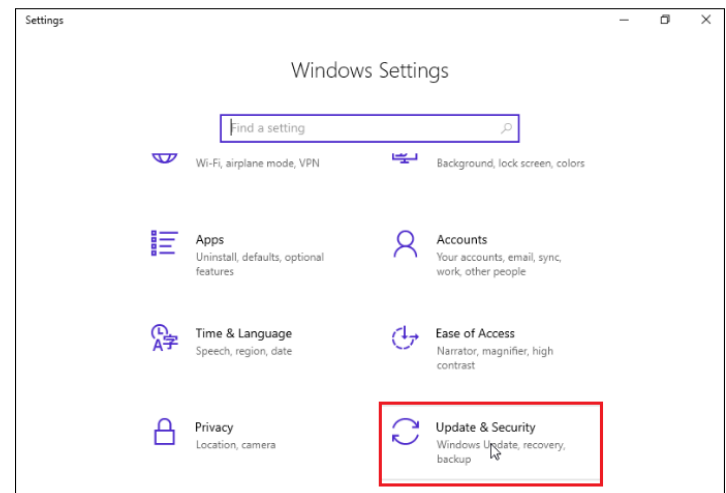 Settings
Windows Settings
Find a setting
Wi-Fi, airplane mode, VPN
Background, lock screen, colors
Apps
Uninstall, defaults, optional
features
Accounts
Your accounts, email, sync,
work, other people
Time & Language
Speech, region, date
Ease of Access
Narrator, magnifier, high
contrast
Privacy
Location, camera
Update & Security
Windows Update, recovery,
backup